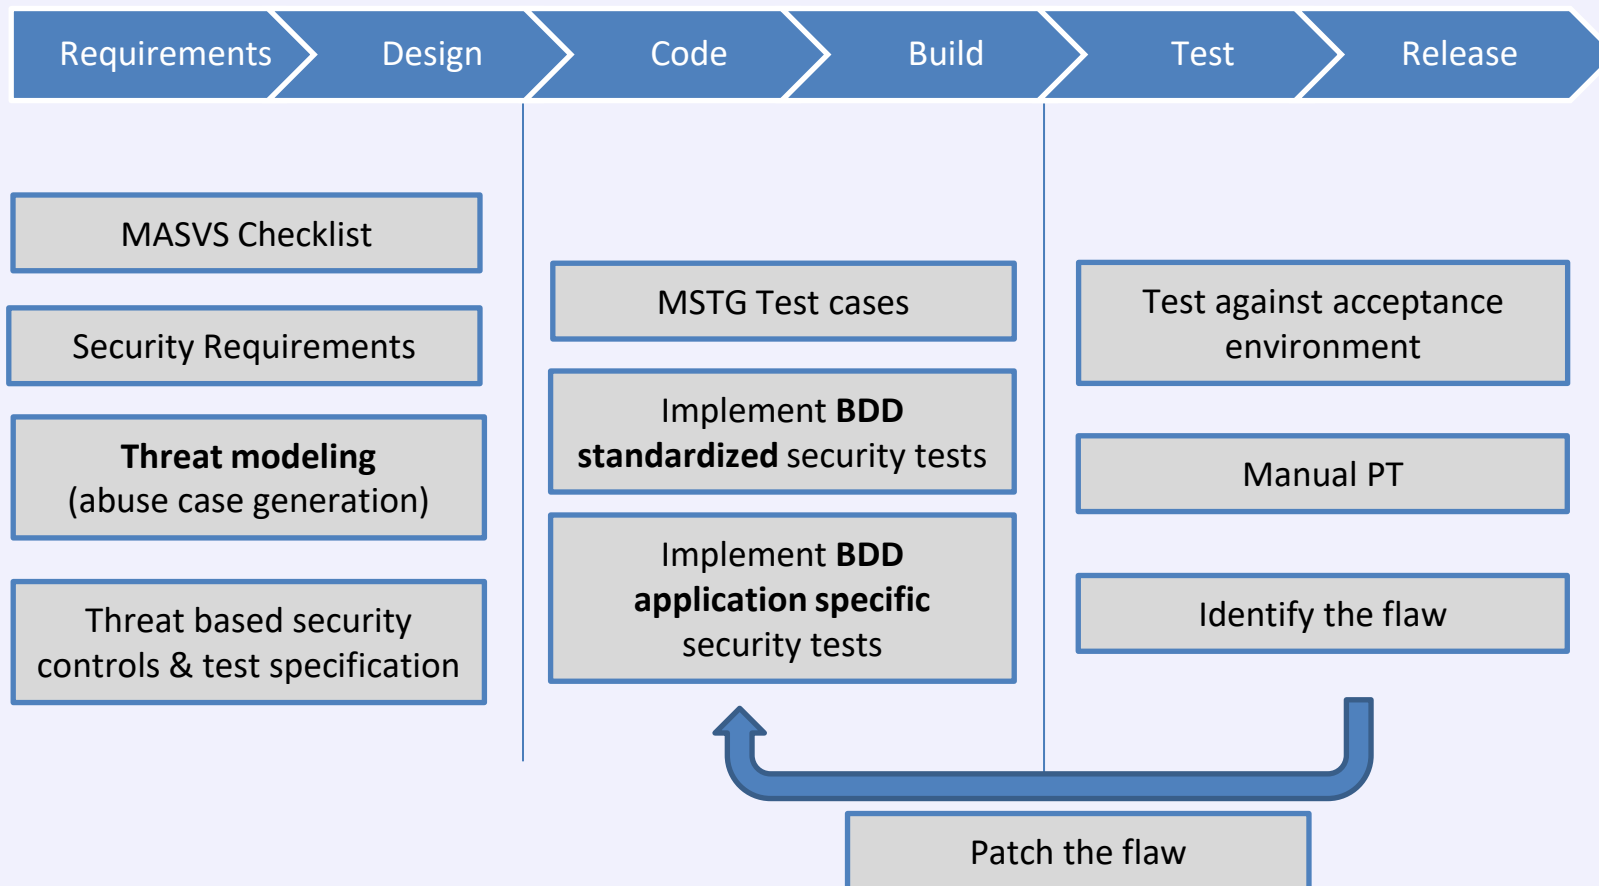 Requirements
Design
Code
Build
Test
Release
MASVS Checklist
Security Requirements
Threat modeling
(abuse case generation)
Threat based security
controls & test specification
MSTG Test cases
Implement BDD
standardized security tests
Implement BDD
application specific
security tests
Test against acceptance
environment
Manual PT
Identify the flaw
Patch the flaw